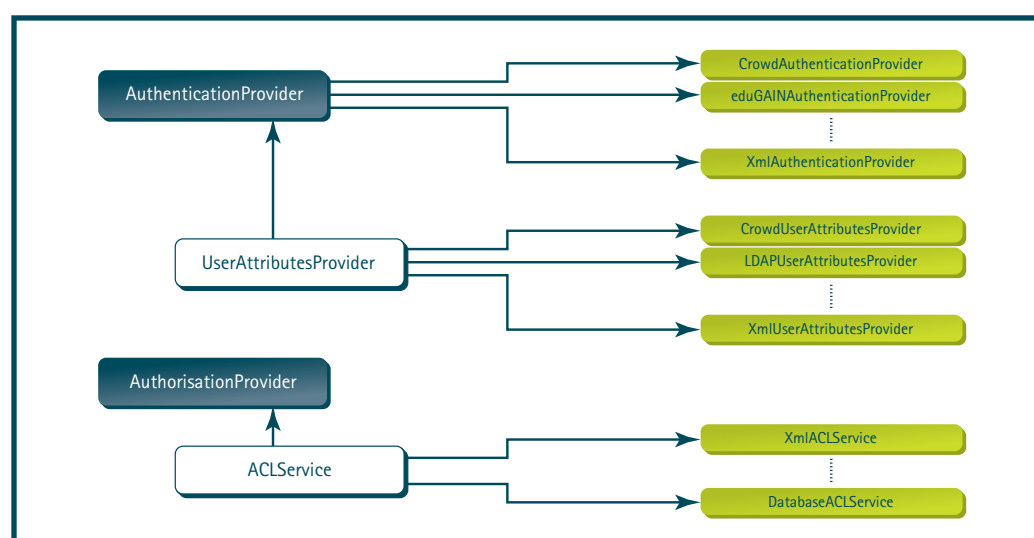 AuthenticationProvider
CrowdAuthenticationProvider
eduGAINAuthenticationProvider
XmlAuthenticationProvider
UserAttributesProvider
CrowdUserAttributesProvider
LDAPUserAttributesProvider
XmlUserAttributesProvider
AuthorisationProvider
ACLService
XmlACLService
DatabaseACLService